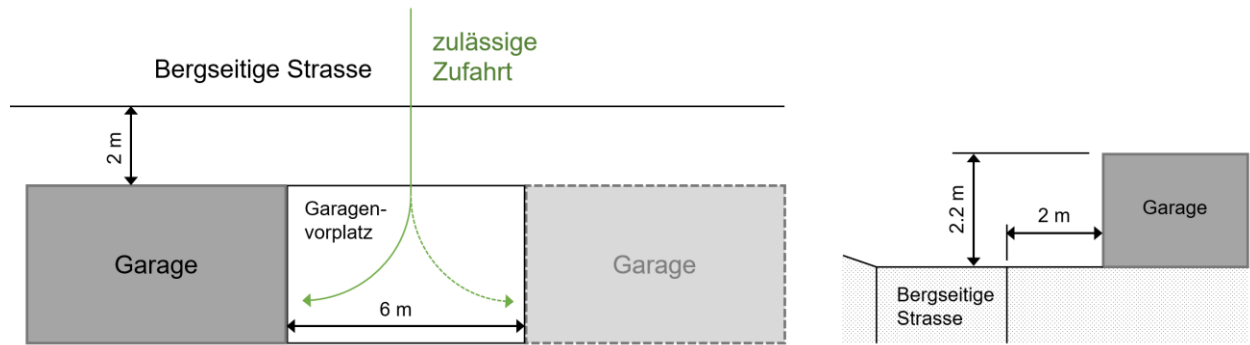 zulässige
Zufahrt
Bergseitige Strasse
2 m
Garagen-
vorplatz
Garage
Garage
6 m
2.2 m
2 m
Garage
Bergseitige
Strasse